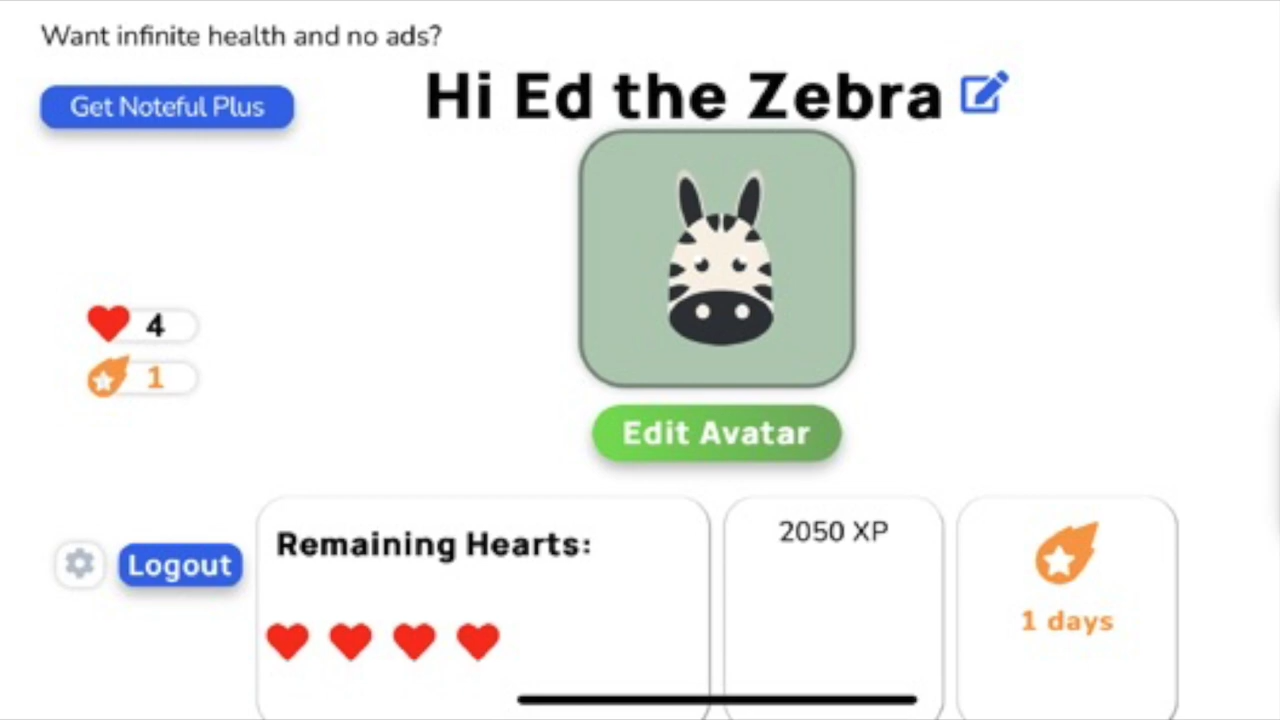 Want infinite health and no ads?
Get Noteful Plus
Hi Ed the Zebra
4
1
Edit Avatar
Logout
Remaining Hearts:
2050 XP
1 days